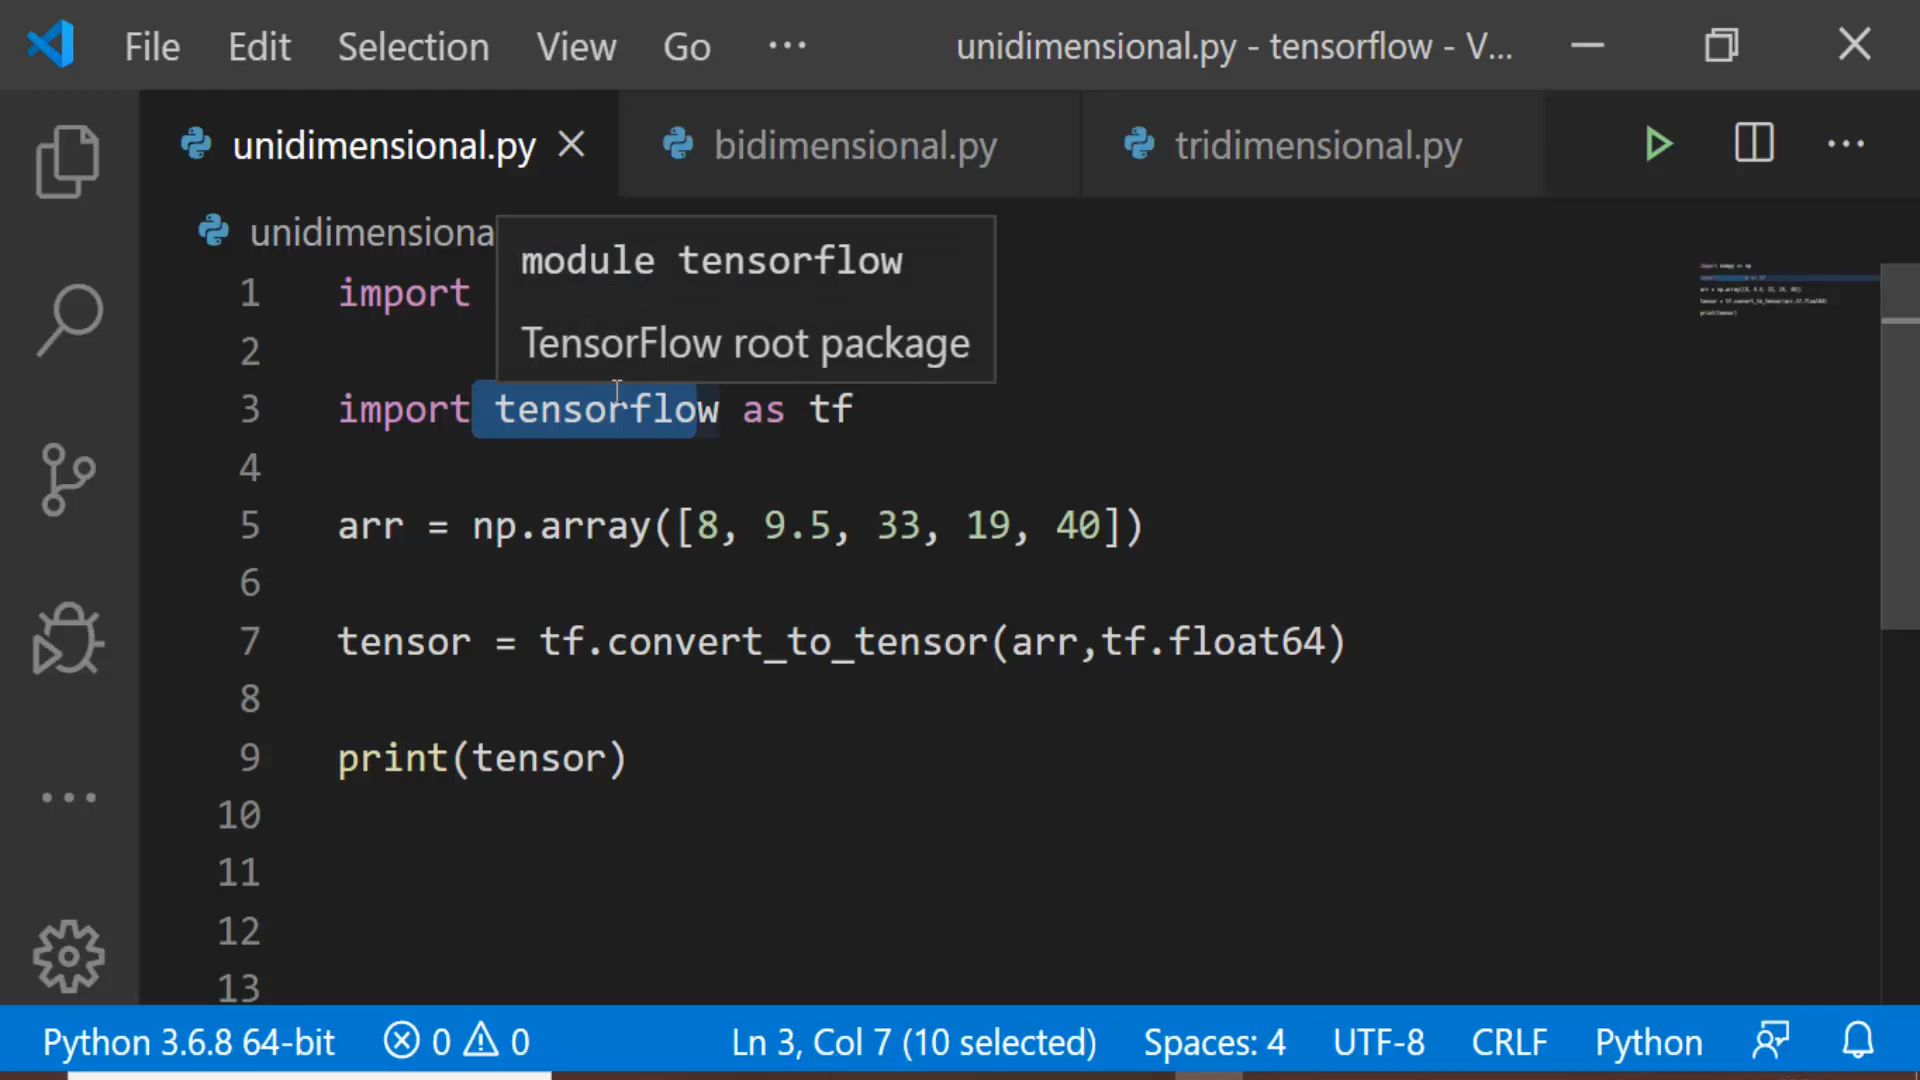 File Edit Selection View Go ... unidimensional.py - tensorflow - V...
unidimensional.py bidimensional.py tridimensional.py
unidimensiona
module tensorflow
TensorFlow root package
1 import
2
3 import tensorflow as tf
4
5 arr = np.array([8, 9.5, 33, 19, 40])
6
7 tensor = tf.convert_to_tensor(arr,tf.float64)
8
9 print(tensor)
10
11
12
13
Python 3.6.8 64-bit 0 0 Ln 3, Col 7 (10 selected) Spaces: 4 UTF-8 CRLF Python